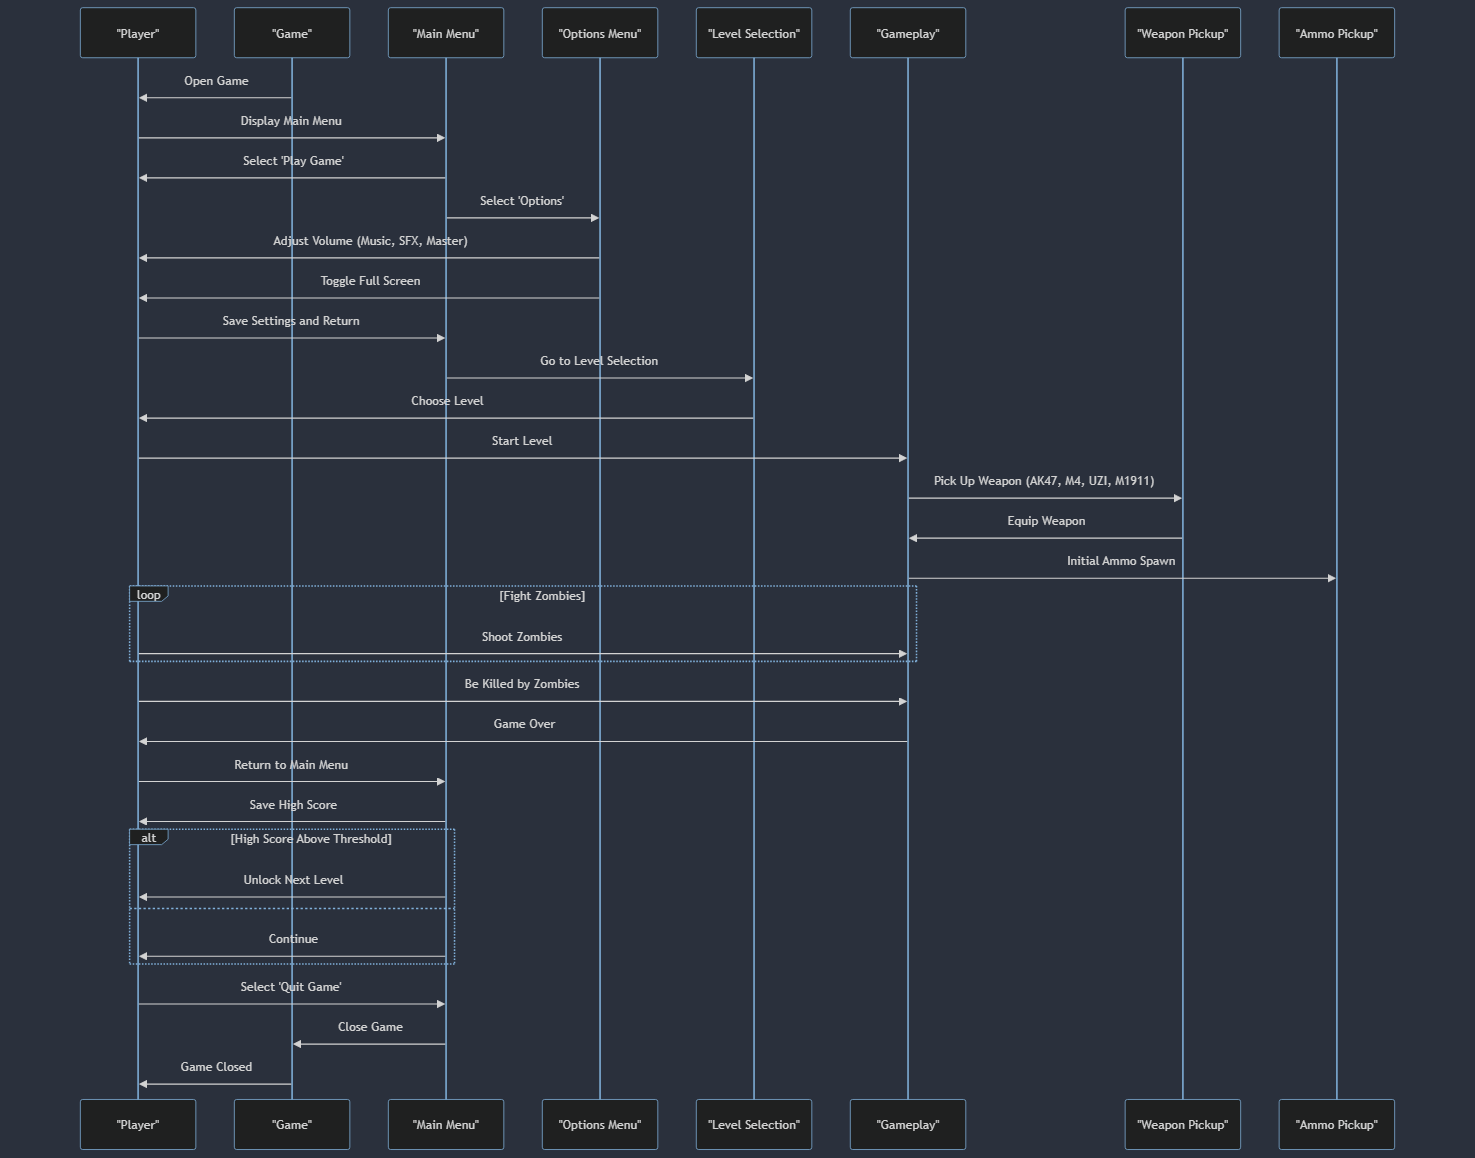 "Player"
"Game"
"Main Menu"
"Options Menu"
"Level Selection"
"Gameplay"
"Weapon Pickup"
"Ammo Pickup"
Open Game
Display Main Menu
Select 'Play Game'
Select 'Options'
Adjust Volume (Music, SFX, Master)
Toggle Full Screen
Save Settings and Return
Go to Level Selection
Choose Level
Start Level
Pick Up Weapon (AK47, M4, UZI, M1911)
Equip Weapon
Initial Ammo Spawn
loop
[Fight Zombies]
Shoot Zombies
Be Killed by Zombies
Game Over
Return to Main Menu
Save High Score
alt
[High Score Above Threshold]
Unlock Next Level
Continue
Select 'Quit Game'
Close Game
Game Closed
"Player"
"Game"
"Main Menu"
"Options Menu"
"Level Selection"
"Gameplay"
"Weapon Pickup"
"Ammo Pickup"